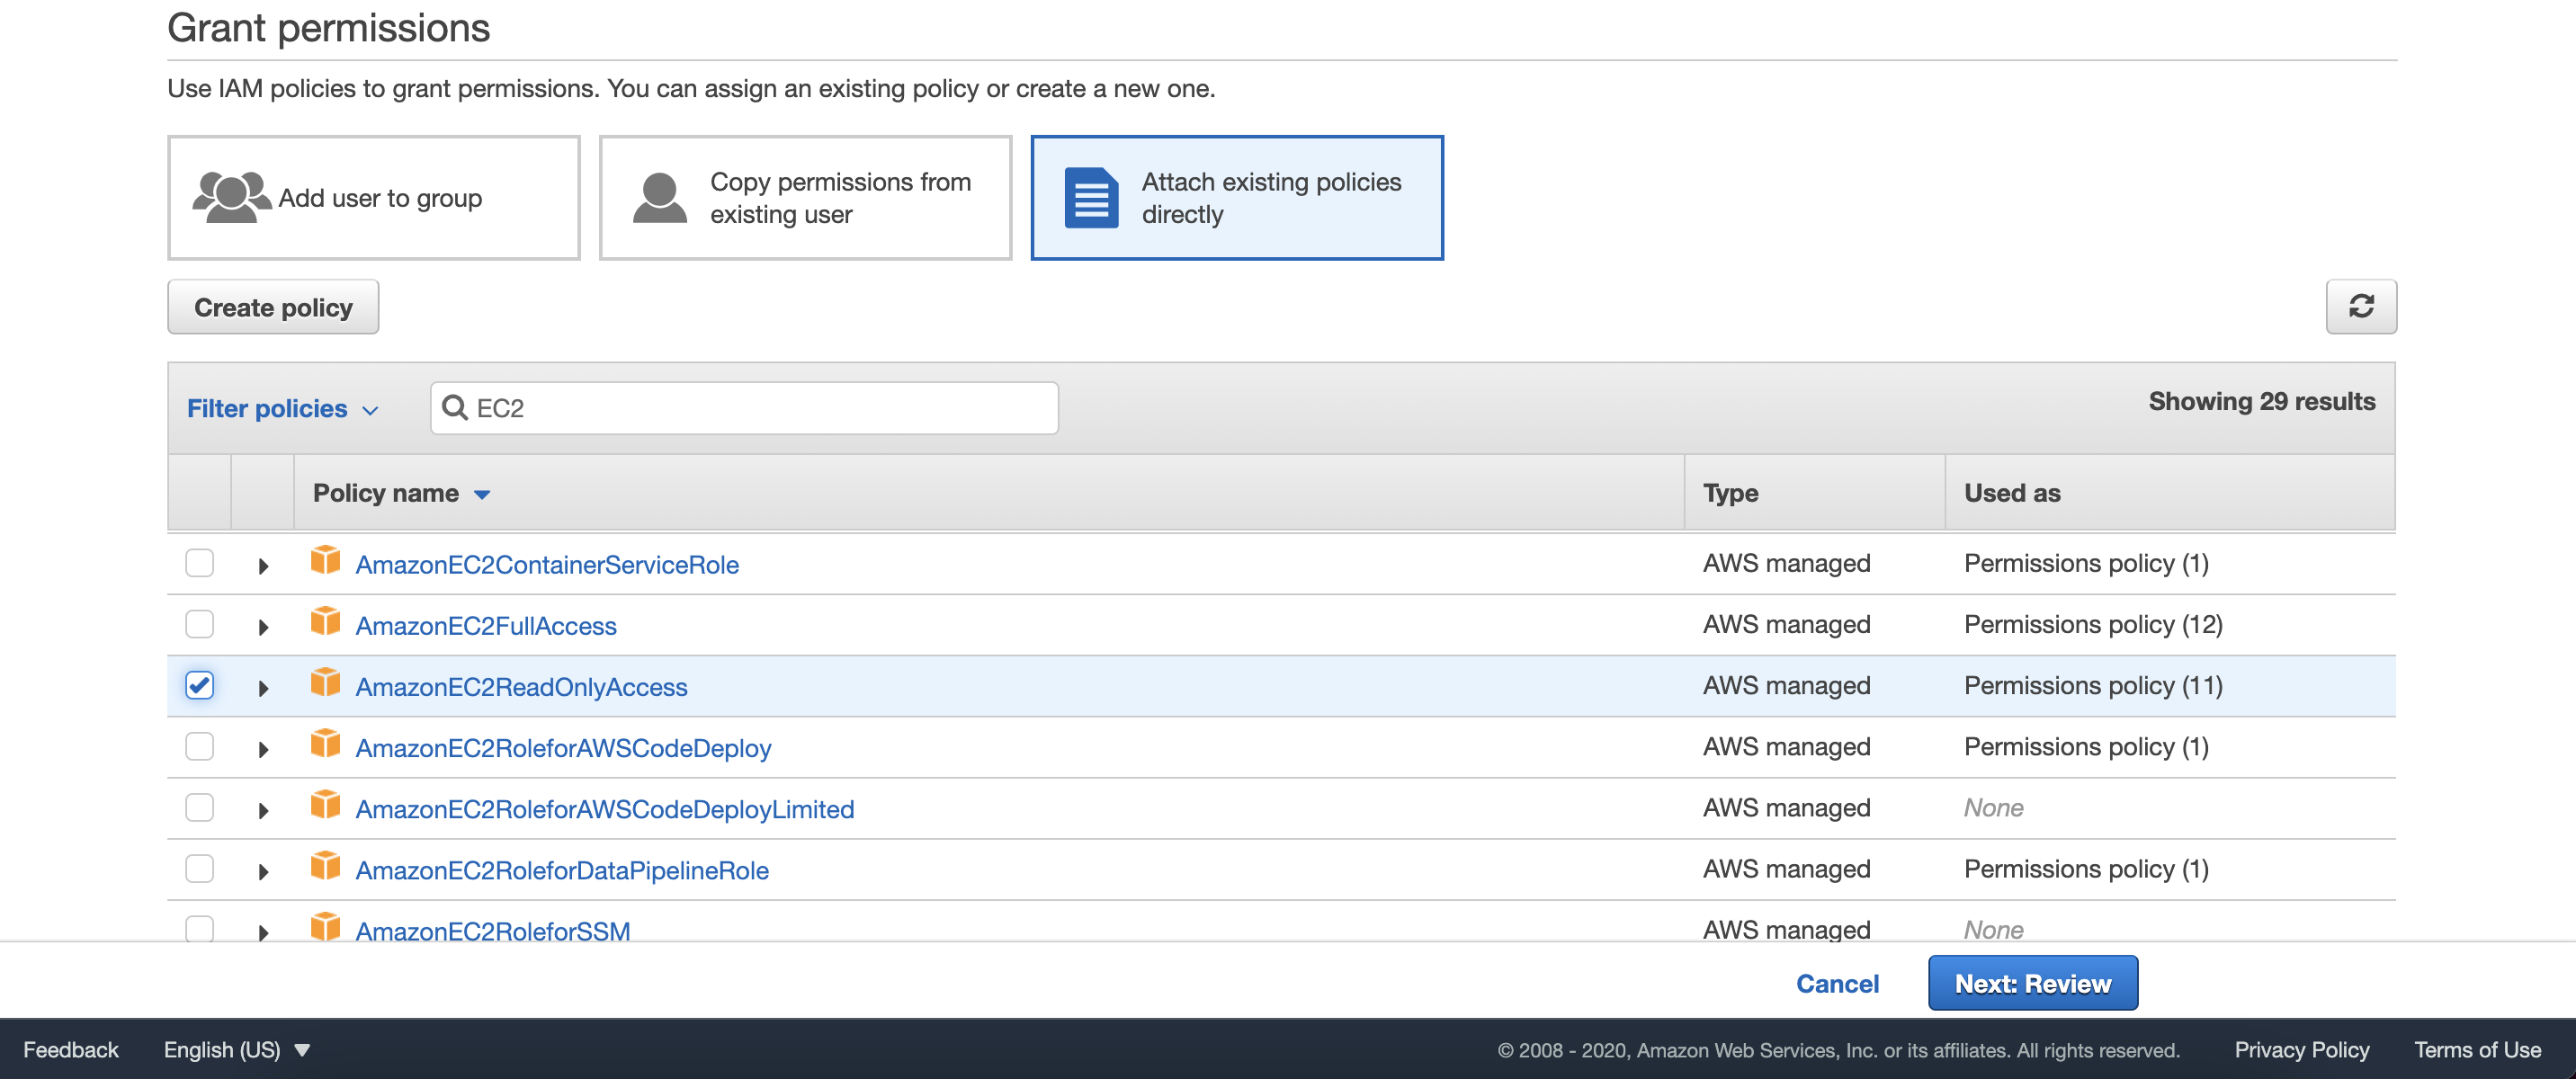 Grant permissions
Use IAM policies to grant permissions. You can assign an existing policy or create a new one.
Add user to group
Copy permissions from
existing user
Attach existing policies
directly
Create policy
Filter policies
EC2
Showing 29 results
Policy name Type Used as
AmazonEC2ContainerServiceRole AWS managed Permissions policy (1)
AmazonEC2FullAccess AWS managed Permissions policy (12)
AmazonEC2ReadOnlyAccess AWS managed Permissions policy (11)
AmazonEC2RoleforAWSCodeDeploy AWS managed Permissions policy (1)
AmazonEC2RoleforAWSCodeDeployLimited AWS managed None
AmazonEC2RoleforDataPipelineRole AWS managed Permissions policy (1)
AmazonEC2RoleforSSM AWS managed None
Cancel Next: Review
Feedback English (US) © 2008 - 2020, Amazon Web Services, Inc. or its affiliates. All rights reserved. Privacy Policy Terms of Use